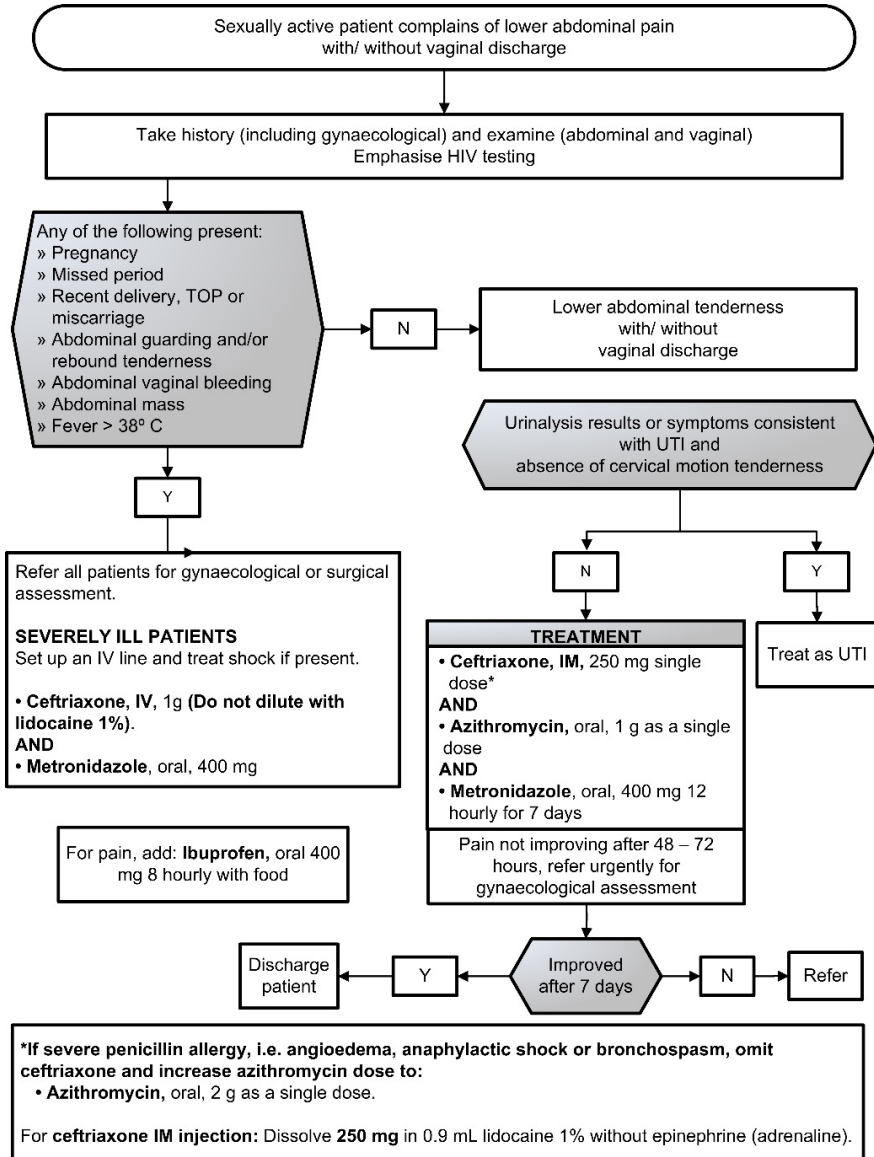 Sexually active patient complains of lower abdominal pain
with/ without vaginal discharge
Take history (including gynaecological) and examine (abdominal and vaginal)
Emphasise HIV testing
Any of the following present:
» Pregnancy
» Missed period
» Recent delivery, TOP or
miscarriage
» Abdominal guarding and/or
rebound tenderness
» Abdominal vaginal bleeding
» Abdominal mass
» Fever > 38º C
N
Lower abdominal tenderness
with/ without
vaginal discharge
Urinalysis results or symptoms consistent
with UTI and
absence of cervical motion tenderness
Y
Refer all patients for gynaecological or surgical
assessment.
SEVERELY ILL PATIENTS
Set up an IV line and treat shock if present.
• Ceftriaxone, IV, 1g (Do not dilute with
lidocaine 1%).
AND
• Metronidazole, oral, 400 mg
N
Y
TREATMENT
• Ceftriaxone, IM, 250 mg single
dose*
AND
• Azithromycin, oral, 1 g as a single
dose
AND
• Metronidazole, oral, 400 mg 12
hourly for 7 days
Treat as UTI
For pain, add: Ibuprofen, oral 400
mg 8 hourly with food
Pain not improving after 48 – 72
hours, refer urgently for
gynaecological assessment
Discharge
patient
Y
Improved
after 7 days
N
Refer
*If severe penicillin allergy, i.e. angioedema, anaphylactic shock or bronchospasm, omit
ceftriaxone and increase azithromycin dose to:
• Azithromycin, oral, 2 g as a single dose.
For ceftriaxone IM injection: Dissolve 250 mg in 0.9 mL lidocaine 1% without epinephrine (adrenaline).